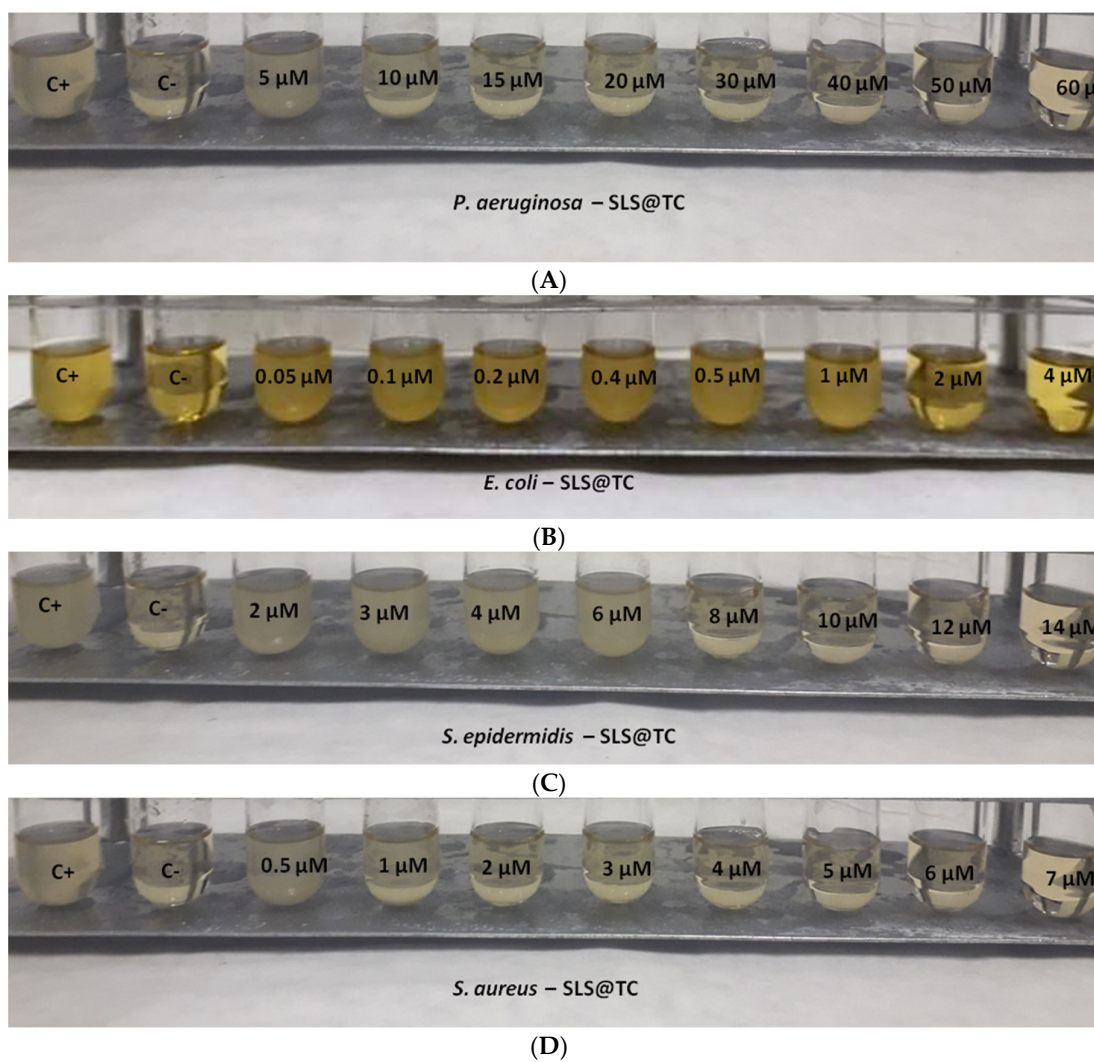 C+ C- 5 µM 10 µM 15 µM 20 µM 30 µM 40 µM 50 µM 60 µ
P. aeruginosa – SLS@TC
(A)
C+ C- 0.05 µM 0.1 µM 0.2 µM 0.4 µM 0.5 µM 1 µM 2 µM 4 µM
E. coli – SLS@TC
(B)
C+ C- 2 µM 3 µM 4 µM 6 µM 8 µM 10 µM 12 µM 14 µM
S. epidermidis – SLS@TC
(C)
C+ C- 0.5 µM 1 µM 2 µM 3 µM 4 µM 5 µM 6 µM 7 µM
S. aureus – SLS@TC
(D)